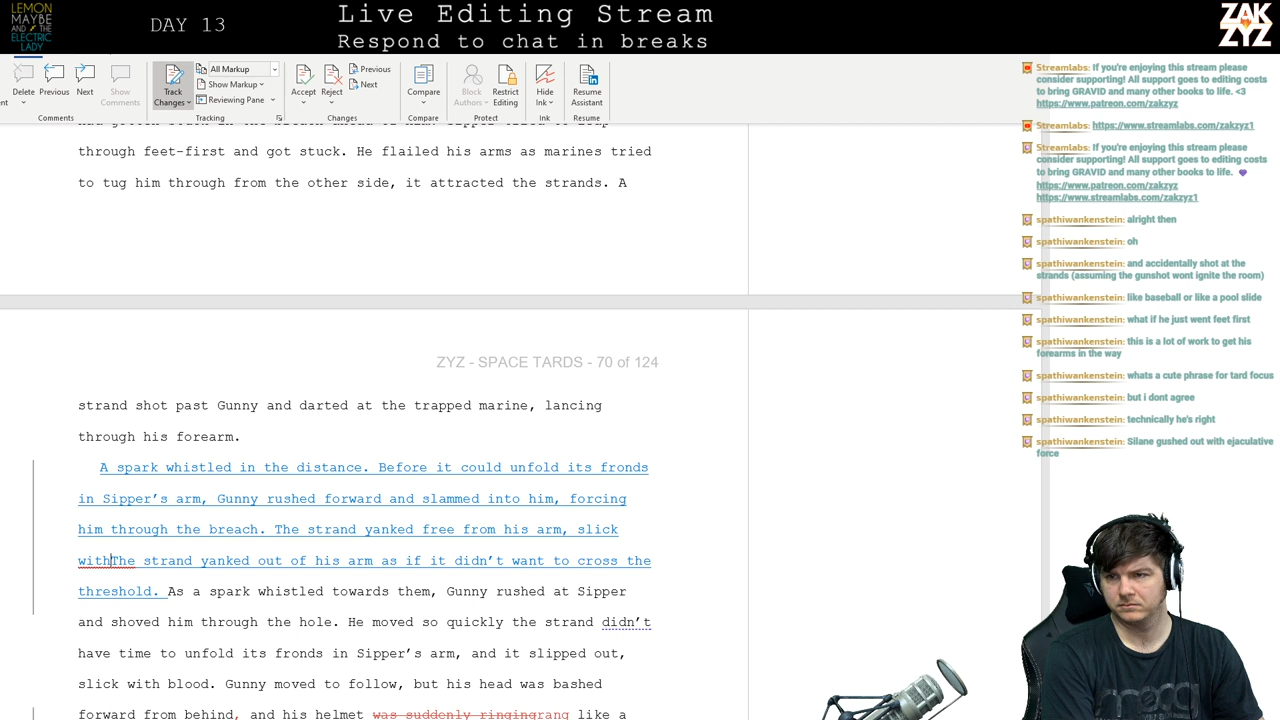 LEMON
MAYBE
AND THE
ELECTRIC
LADY
DAY 13
Live Editing Stream
Respond to chat in breaks
ZAK
ZYZ
Delete
Previous
Next
Show
Comments
Comments
Track
Changes
All Markup
Show Markup
Reviewing Pane
Tracking
Accept
Reject
Previous
Next
Changes
Compare
Compare
Block
Authors
Restrict
Editing
Protect
Hide
Ink
Ink
Resume
Assistant
Resume
through feet-first and got stuck. He flailed his arms as marines tried
to tug him through from the other side, it attracted the strands. A
ZYZ - SPACE TARDS - 70 of 124
strand shot past Gunny and darted at the trapped marine, lancing
through his forearm.
A spark whistled in the distance. Before it could unfold its fronds
in Sipper’s arm, Gunny rushed forward and slammed into him, forcing
him through the breach. The strand yanked free from his arm, slick
withThe strand yanked out of his arm as if it didn’t want to cross the
threshold. As a spark whistled towards them, Gunny rushed at Sipper
and shoved him through the hole. He moved so quickly the strand didn’t
have time to unfold its fronds in Sipper’s arm, and it slipped out,
slick with blood. Gunny moved to follow, but his head was bashed
forward from behind, and his helmet was suddenly ringingrang like a
Streamlabs: If you're enjoying this stream please
consider supporting! All support goes to editing costs
to bring GRAVID and many other books to life. <3
https://www.patreon.com/zakzyz
Streamlabs: https://www.streamlabs.com/zakzyz1
Streamlabs: If you're enjoying this stream please
consider supporting! All support goes to editing costs
to bring GRAVID and many other books to life. 💜
https://www.patreon.com/zakzyz
https://www.streamlabs.com/zakzyz1
spathiwankenstein: alright then
spathiwankenstein: oh
spathiwankenstein: and accidentally shot at the
strands (assuming the gunshot wont ignite the room)
spathiwankenstein: like baseball or like a pool slide
spathiwankenstein: what if he just went feet first
spathiwankenstein: this is a lot of work to get his
forearms in the way
spathiwankenstein: whats a cute phrase for tard focus
spathiwankenstein: but i dont agree
spathiwankenstein: technically he's right
spathiwankenstein: Silane gushed out with ejaculative
force
moog